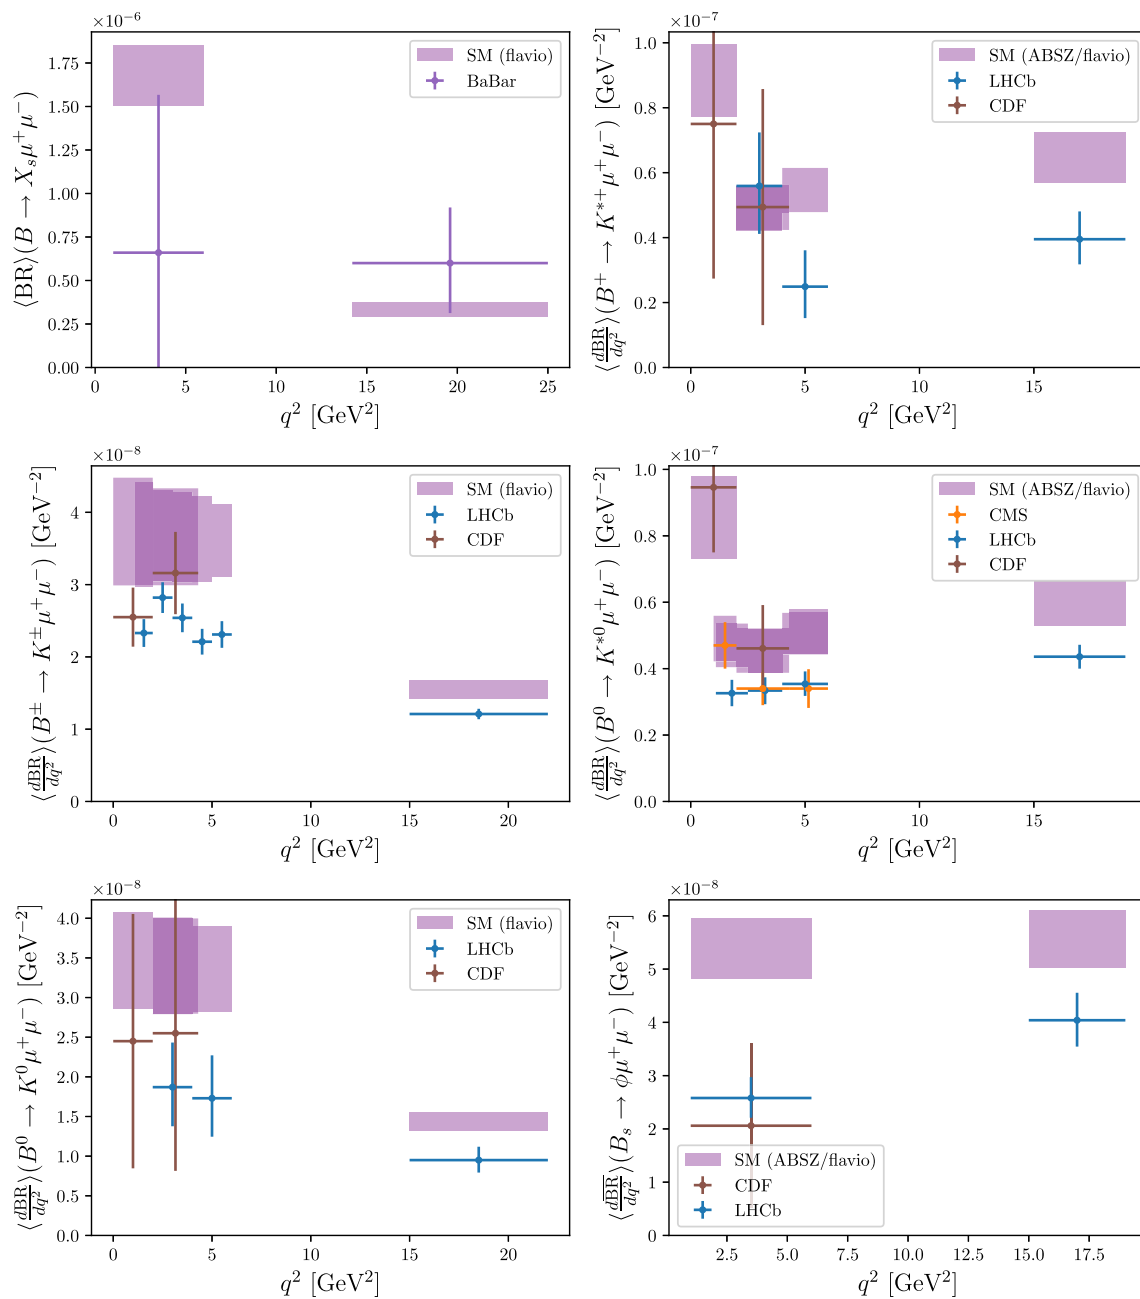 ×10⁻⁶
⟨BR⟩(B → Xₛμ⁺μ⁻)
1.75
1.50
1.25
1.00
0.75
0.50
0.25
0.00
SM (flavio)
BaBar
0 5 10 15 20 25
q² [GeV²]
×10⁻⁷
⟨dBR/dq²⟩(B⁺ → K*⁺μ⁺μ⁻) [GeV⁻²]
1.0
0.8
0.6
0.4
0.2
0.0
SM (ABSZ/flavio)
LHCb
CDF
0 5 10 15
q² [GeV²]
×10⁻⁸
⟨dBR/dq²⟩(B± → K±μ⁺μ⁻) [GeV⁻²]
4
3
2
1
0
SM (flavio)
LHCb
CDF
0 5 10 15 20
q² [GeV²]
×10⁻⁷
⟨dBR/dq²⟩(B⁰ → K*⁰μ⁺μ⁻) [GeV⁻²]
1.0
0.8
0.6
0.4
0.2
0.0
SM (ABSZ/flavio)
CMS
LHCb
CDF
0 5 10 15
q² [GeV²]
×10⁻⁸
⟨dBR/dq²⟩(B⁰ → K⁰μ⁺μ⁻) [GeV⁻²]
4.0
3.5
3.0
2.5
2.0
1.5
1.0
0.5
0.0
SM (flavio)
LHCb
CDF
0 5 10 15 20
q² [GeV²]
×10⁻⁸
⟨d̅B̅R̅/dq²⟩(Bₛ → ϕμ⁺μ⁻) [GeV⁻²]
6
5
4
3
2
1
0
SM (ABSZ/flavio)
CDF
LHCb
2.5 5.0 7.5 10.0 12.5 15.0 17.5
q² [GeV²]